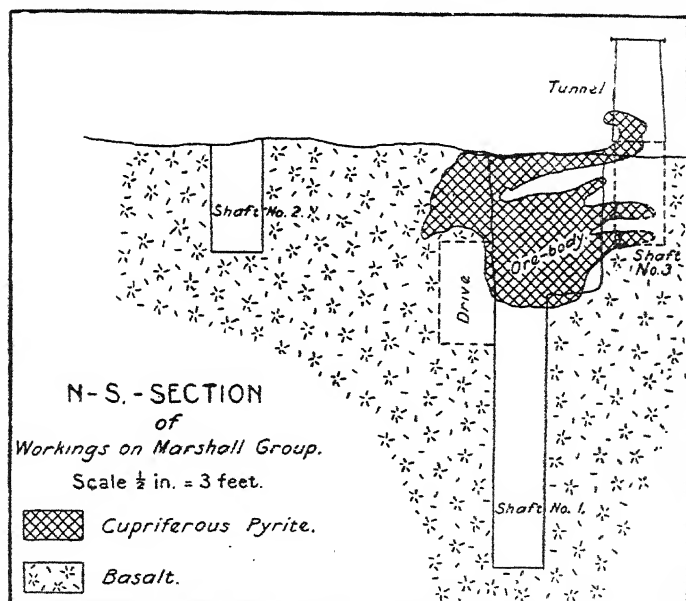 Tunnel
Shaft No. 2.
Ore-body
Shaft
No. 3
Drive
N-S.-SECTION
of
Workings on Marshall Group.
Scale ½ in. = 3 feet.
Shaft No. 1.
Cupriferous Pyrite.
Basalt.